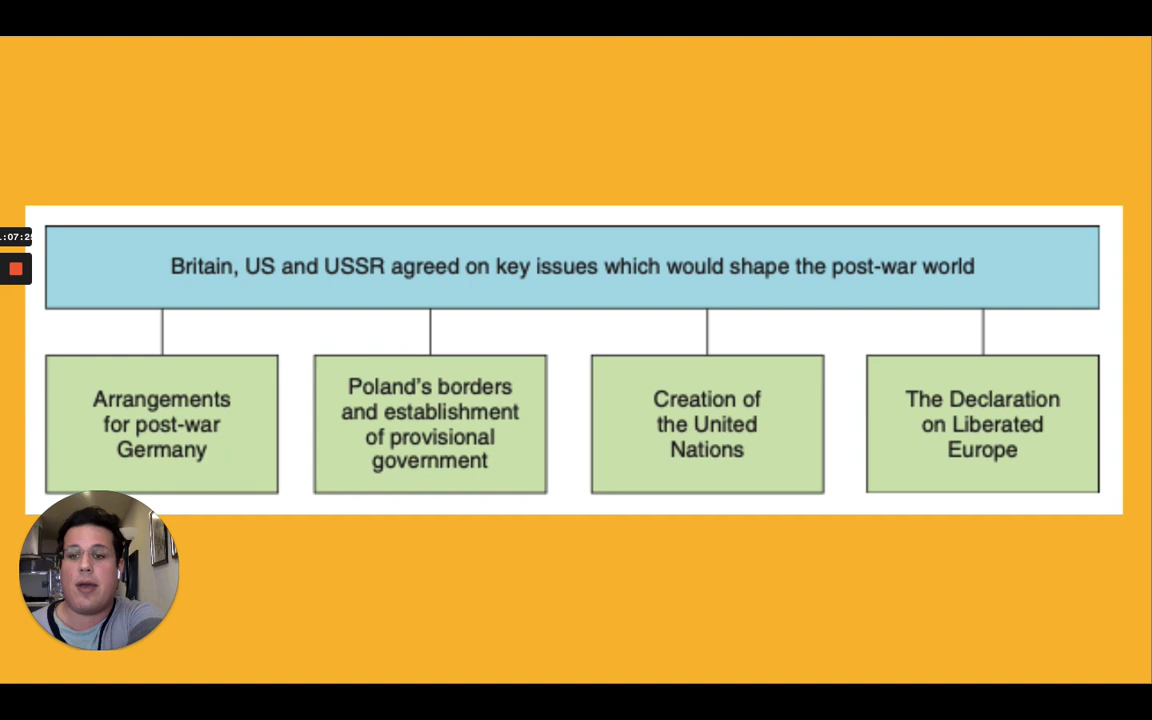 Britain, US and USSR agreed on key issues which would shape the post-war world
Arrangements
for post-war
Germany
Poland's borders
and establishment
of provisional
government
Creation of
the United
Nations
The Declaration
on Liberated
Europe